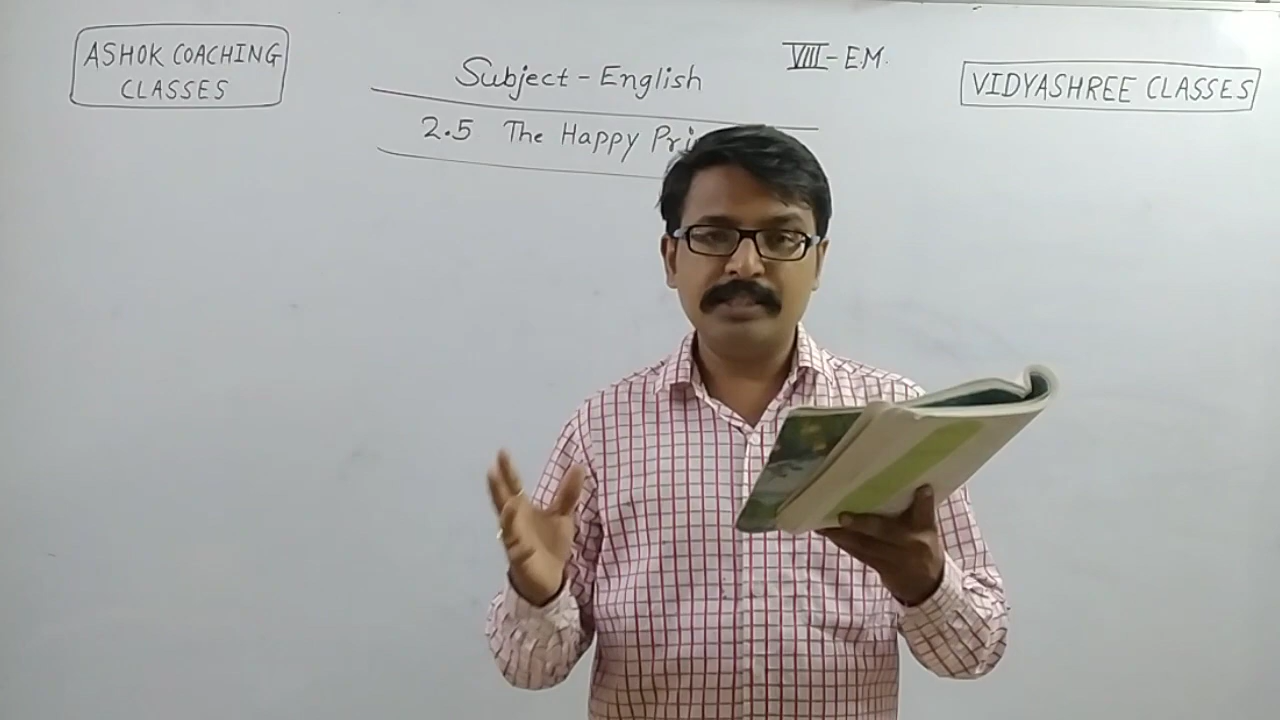 ASHOK COACHING
CLASSES
Subject - English
VIII - E.M.
VIDYASHREE CLASSES
2.5 The Happy